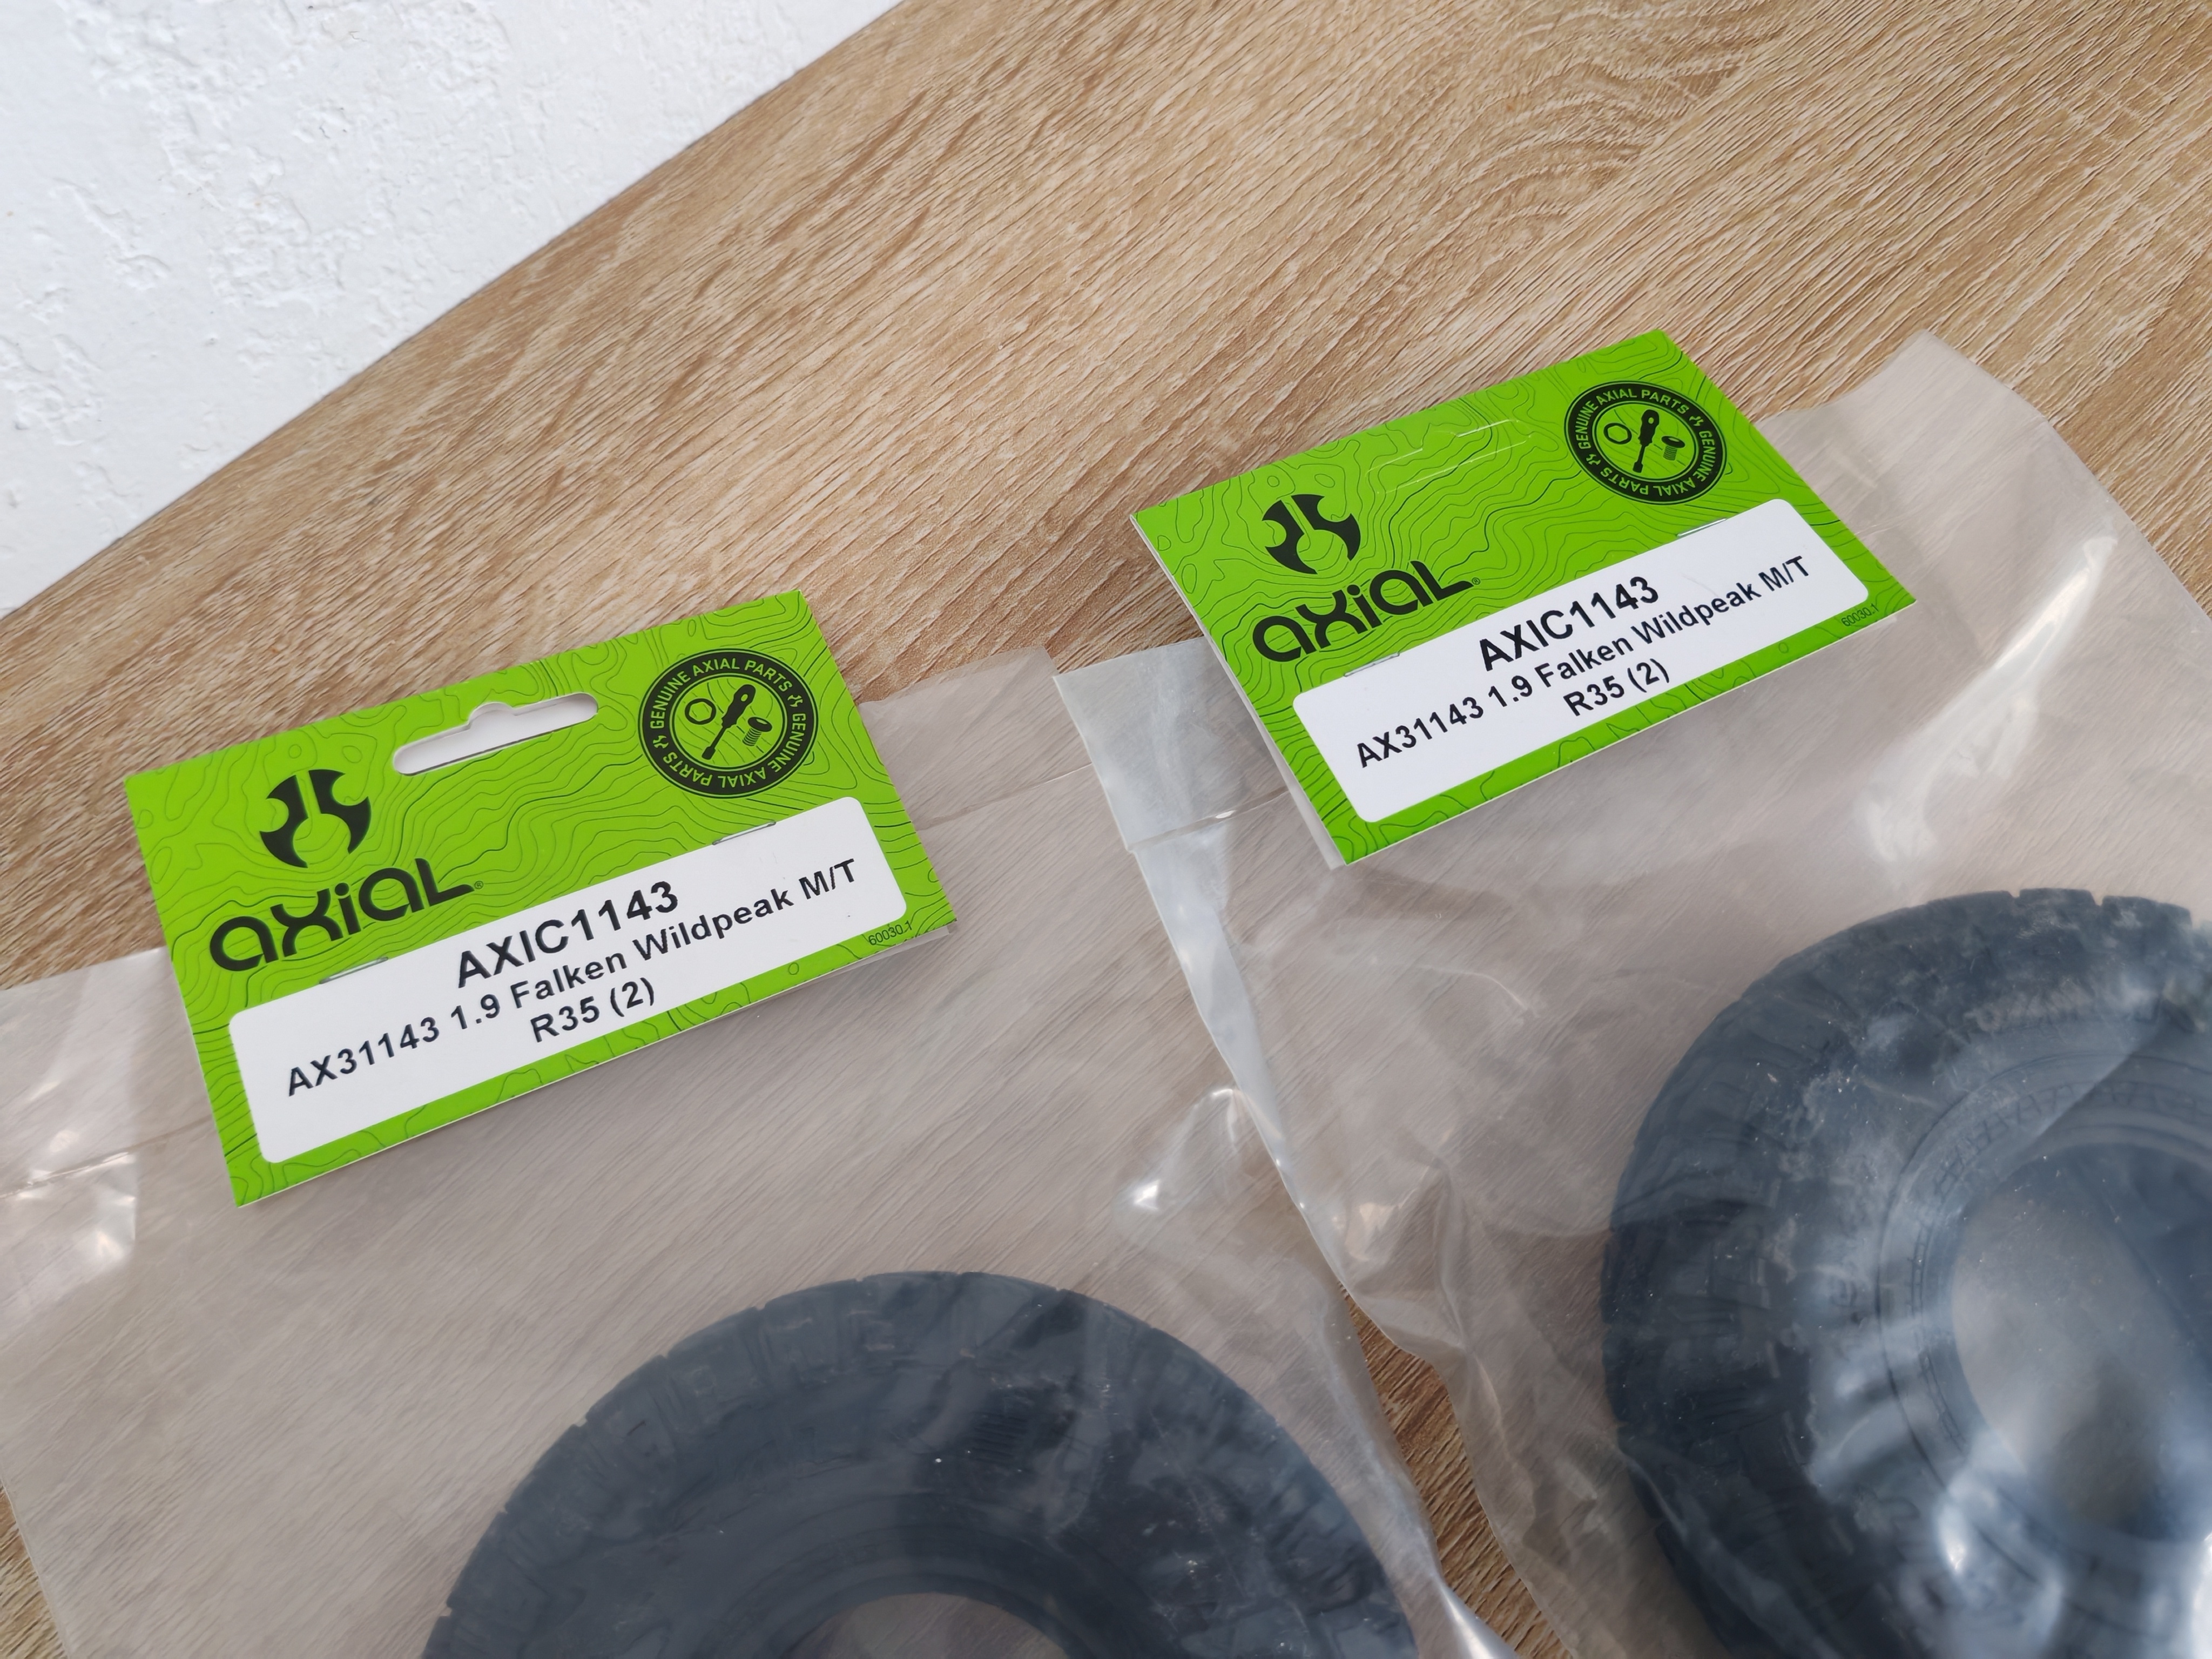 GENUINE AXIAL PARTS GENUINE AXIAL PARTS
axial®
AXIC1143
AX31143 1.9 Falken Wildpeak M/T
R35 (2)
60030.1
GENUINE AXIAL PARTS GENUINE AXIAL PARTS
axial®
AXIC1143
AX31143 1.9 Falken Wildpeak M/T
R35 (2)
60030.1